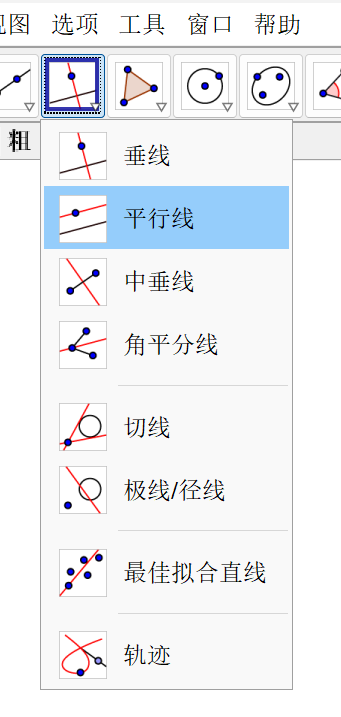 视图 选项 工具 窗口 帮助
粗
垂线
平行线
中垂线
角平分线
切线
极线/径线
最佳拟合直线
轨迹